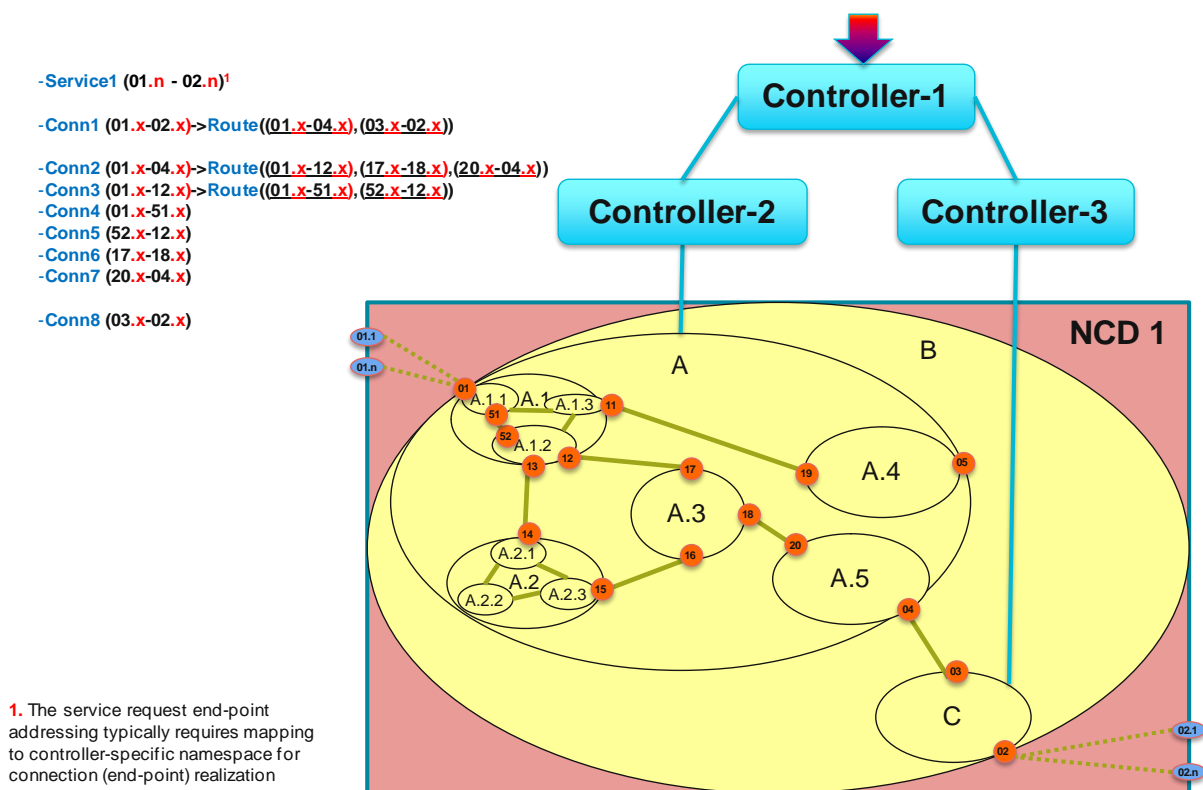 -Service1 (01.n - 02.n)1
-Conn1 (01.x-02.x)->Route((01.x-04.x),(03.x-02.x))
-Conn2 (01.x-04.x)->Route((01.x-12.x),(17.x-18.x),(20.x-04.x))
-Conn3 (01.x-12.x)->Route((01.x-51.x),(52.x-12.x))
-Conn4 (01.x-51.x)
-Conn5 (52.x-12.x)
-Conn6 (17.x-18.x)
-Conn7 (20.x-04.x)
-Conn8 (03.x-02.x)
Controller-1
Controller-2
Controller-3
NCD 1
B
A
01.1
01.n
01
A.1.1
A.1
A.1.3
11
51
52
A.1.2
13
12
17
19
A.4
05
A.3
18
14
16
20
A.2.1
A.2
A.2.2
A.2.3
15
A.5
04
03
C
02
02.1
02.n
1. The service request end-point
addressing typically requires mapping
to controller-specific namespace for
connection (end-point) realization